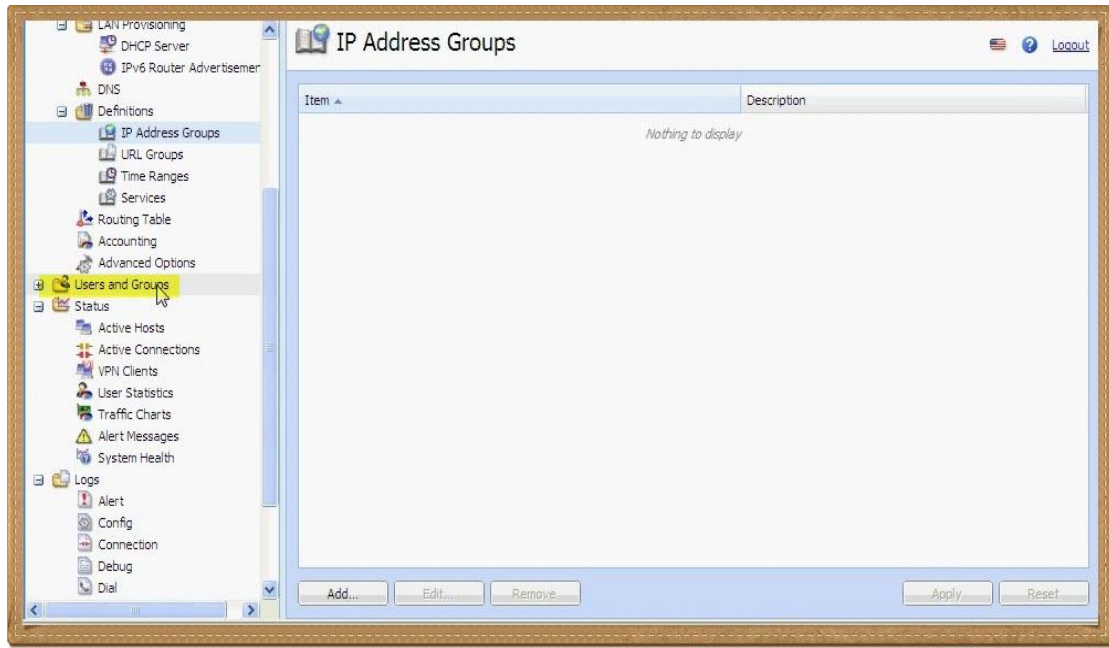 LAN Provisioning
DHCP Server
IPv6 Router Advertisemen
DNS
Definitions
IP Address Groups
URL Groups
Time Ranges
Services
Routing Table
Accounting
Advanced Options
Users and Groups
Status
Active Hosts
Active Connections
VPN Clients
User Statistics
Traffic Charts
Alert Messages
System Health
Logs
Alert
Config
Connection
Debug
Dial
IP Address Groups
Logout
Item Description
Nothing to display
Add... Edit... Remove Apply Reset